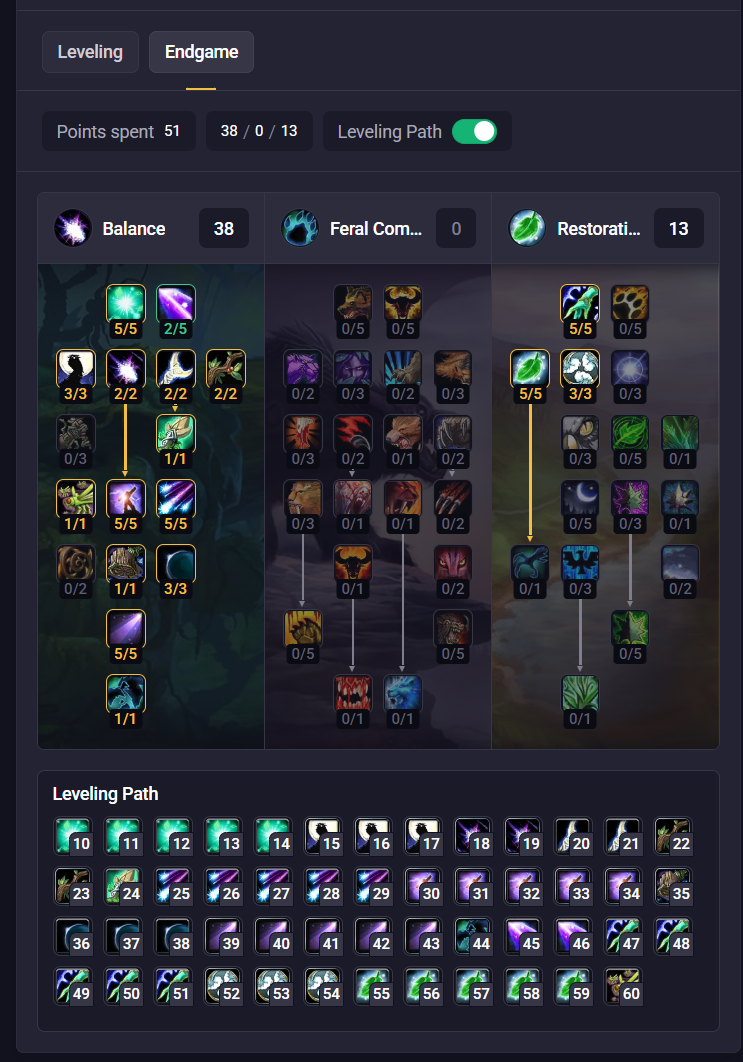 Leveling Endgame
Points spent 51 38 / 0 / 13 Leveling Path
Balance 38 Feral Com... 0 Restorati... 13
5/5 2/5 0/5 0/5 5/5 0/5
3/3 2/2 2/2 2/2 0/2 0/3 0/2 0/3 5/5 3/3 0/3
0/3 1/1 0/3 0/2 0/1 0/2 0/3 0/5 0/1
1/1 5/5 5/5 0/3 0/1 0/1 0/2 0/5 0/3 0/1
0/2 1/1 3/3 0/1 0/2 0/1 0/3 0/2
5/5 0/5 0/5 0/5
1/1 0/1 0/1 0/1
Leveling Path
10 11 12 13 14 15 16 17 18 19 20 21 22
23 24 25 26 27 28 29 30 31 32 33 34 35
36 37 38 39 40 41 42 43 44 45 46 47 48
49 50 51 52 53 54 55 56 57 58 59 60